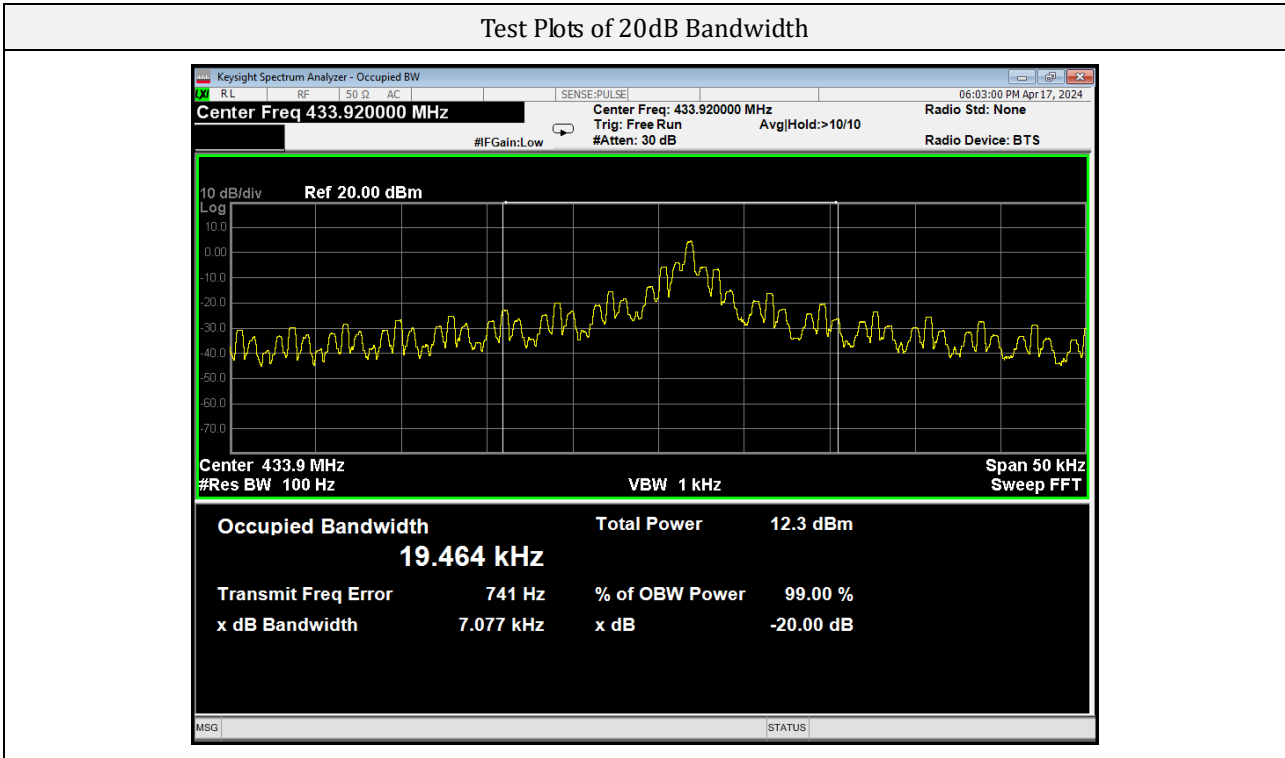 Test Plots of 20dB Bandwidth
Keysight Spectrum Analyzer - Occupied BW
LXI RL RF 50 Ω AC SENSE:PULSE 06:03:00 PM Apr 17, 2024
Center Freq 433.920000 MHz Center Freq: 433.920000 MHz Radio Std: None
Trig: Free Run Avg|Hold:>10/10
#IFGain:Low #Atten: 30 dB Radio Device: BTS
10 dB/div Ref 20.00 dBm
Log
10.0
0.00
-10.0
-20.0
-30.0
-40.0
-50.0
-60.0
-70.0
Center 433.9 MHz Span 50 kHz
#Res BW 100 Hz VBW 1 kHz Sweep FFT
Occupied Bandwidth Total Power 12.3 dBm
19.464 kHz
Transmit Freq Error 741 Hz % of OBW Power 99.00 %
x dB Bandwidth 7.077 kHz x dB -20.00 dB
MSG STATUS